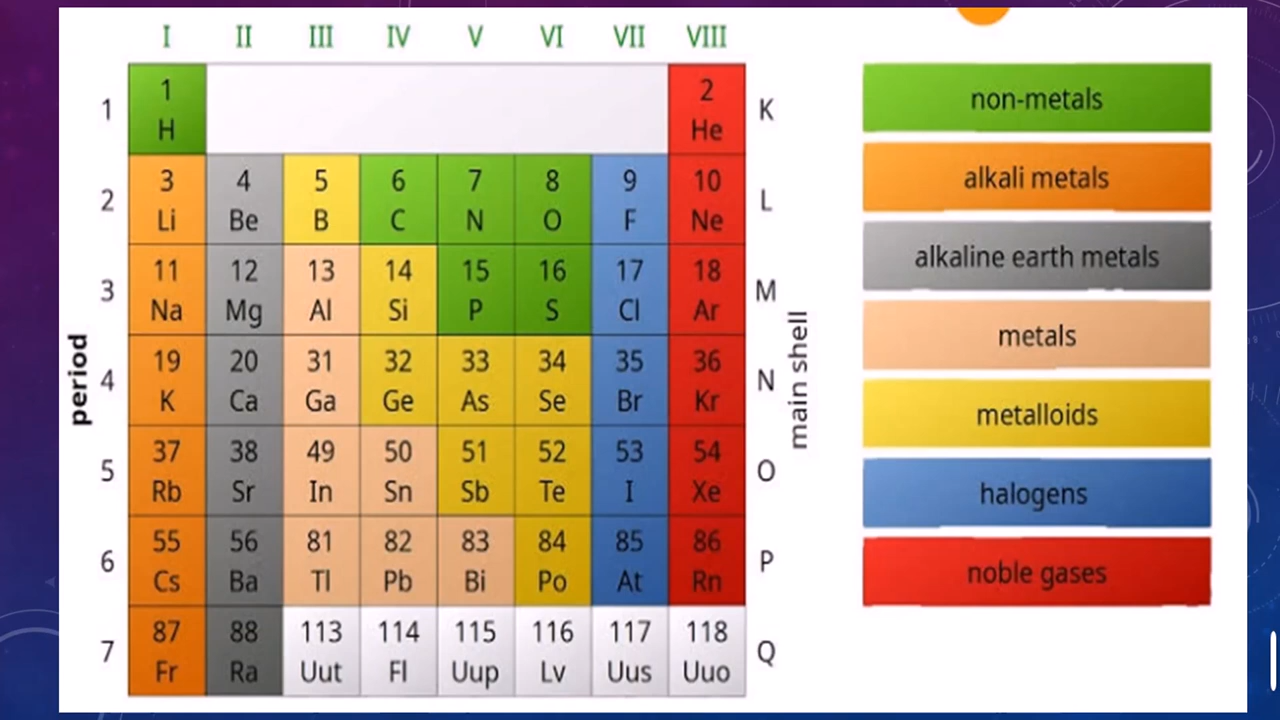 I II III IV V VI VII VIII
1 2
1 H He K
3 4 5 6 7 8 9 10
2 Li Be B C N O F Ne L
11 12 13 14 15 16 17 18
3 Na Mg Al Si P S Cl Ar M
19 20 31 32 33 34 35 36
4 K Ca Ga Ge As Se Br Kr N
37 38 49 50 51 52 53 54
5 Rb Sr In Sn Sb Te I Xe O
55 56 81 82 83 84 85 86
6 Cs Ba Tl Pb Bi Po At Rn P
87 88 113 114 115 116 117 118
7 Fr Ra Uut Fl Uup Lv Uus Uuo Q
period
main shell
non-metals
alkali metals
alkaline earth metals
metals
metalloids
halogens
noble gases